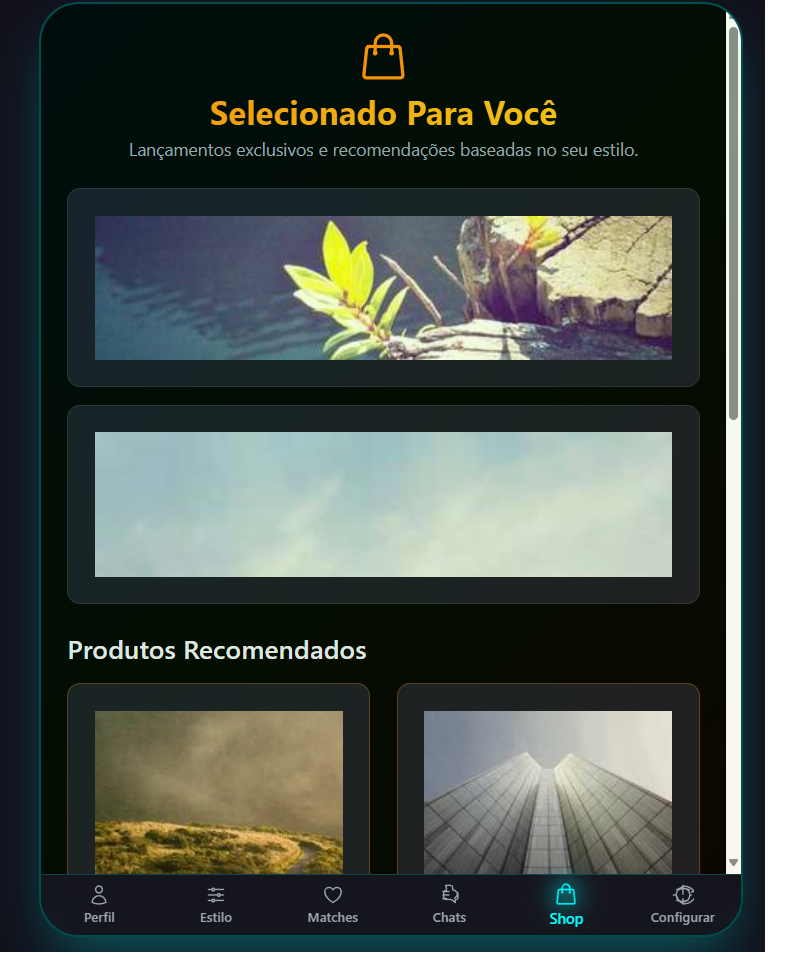 Selecionado Para Você
Lançamentos exclusivos e recomendações baseadas no seu estilo.
Produtos Recomendados
Perfil
Estilo
Matches
Chats
Shop
Configurar